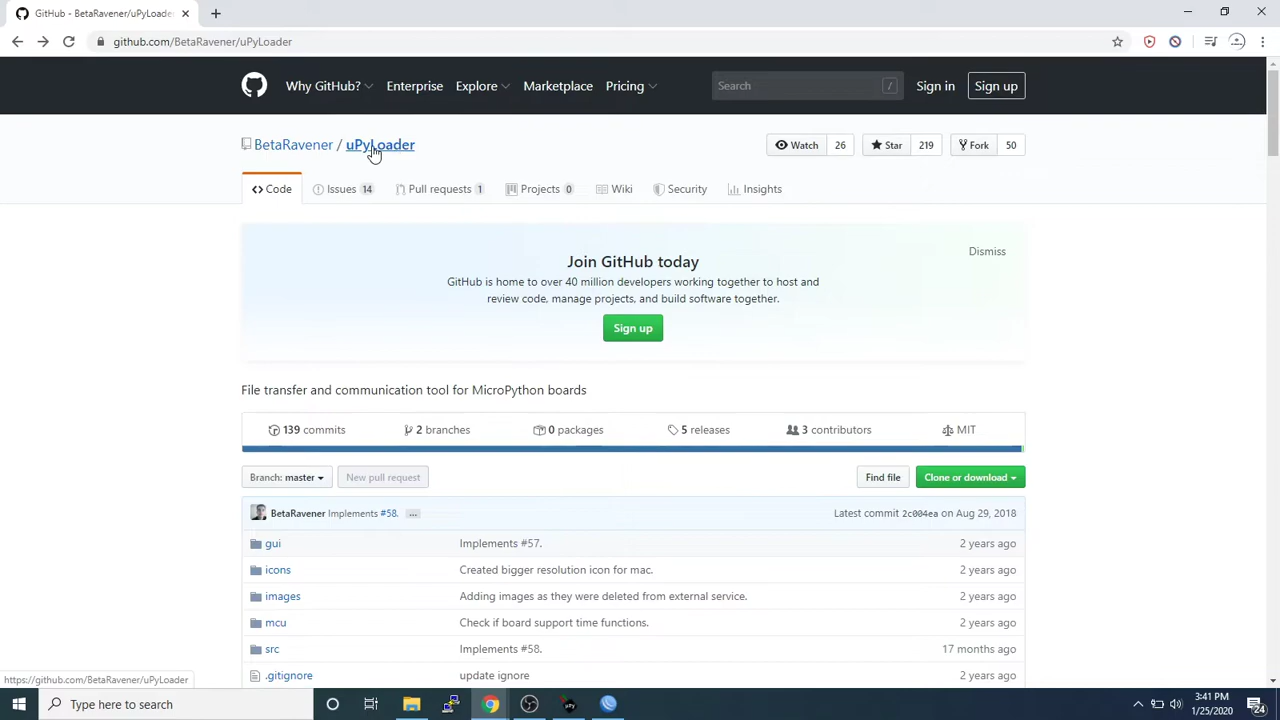 GitHub - BetaRavener/uPyLoader:
github.com/BetaRavener/uPyLoader
Why GitHub? Enterprise Explore Marketplace Pricing Search / Sign in Sign up
BetaRavener / uPyLoader
Watch 26 Star 219 Fork 50
Code Issues 14 Pull requests 1 Projects 0 Wiki Security Insights
Dismiss
Join GitHub today
GitHub is home to over 40 million developers working together to host and
review code, manage projects, and build software together.
Sign up
File transfer and communication tool for MicroPython boards
139 commits 2 branches 0 packages 5 releases 3 contributors MIT
Branch: master New pull request Find file Clone or download
BetaRavener Implements #58. ... Latest commit 2c004ea on Aug 29, 2018
gui Implements #57. 2 years ago
icons Created bigger resolution icon for mac. 2 years ago
images Adding images as they were deleted from external service. 2 years ago
mcu Check if board support time functions. 2 years ago
src Implements #58. 17 months ago
.gitignore update ignore 2 years ago
https://github.com/BetaRavener/uPyLoader
Type here to search
3:41 PM
1/25/2020
24